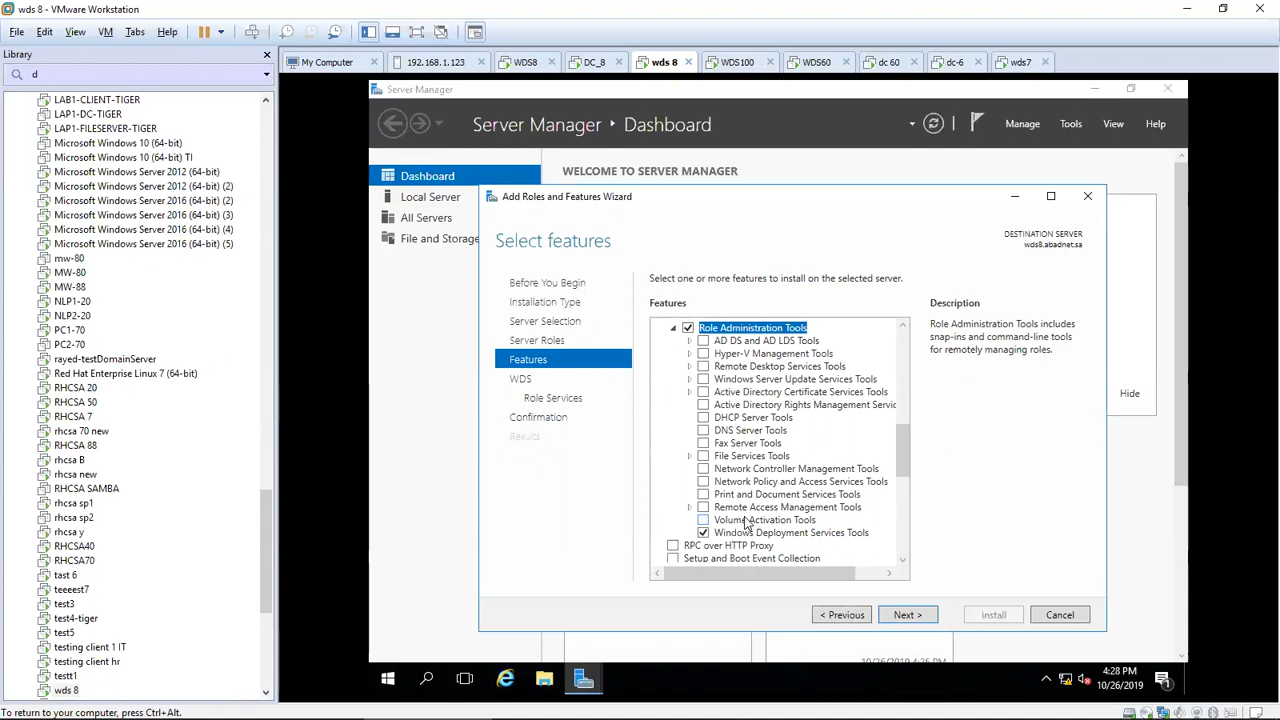 wds 8 - VMware Workstation
File Edit View VM Tabs Help
Library
d
My Computer
192.168.1.123
WDS8
DC_8
wds 8
WDS100
WDS60
dc 60
dc-6
wds7
LAB1-CLIENT-TIGER
LAP1-DC-TIGER
LAP1-FILESERVER-TIGER
Microsoft Windows 10 (64-bit)
Microsoft Windows 10 (64-bit) TI
Microsoft Windows Server 2012 (64-bit)
Microsoft Windows Server 2012 (64-bit) (2)
Microsoft Windows Server 2016 (64-bit) (2)
Microsoft Windows Server 2016 (64-bit) (3)
Microsoft Windows Server 2016 (64-bit) (4)
Microsoft Windows Server 2016 (64-bit) (5)
mw-80
MW-80
MW-88
NLP1-20
PC1-70
PC2-70
rayed-testDomainServer
Red Hat Enterprise Linux 7 (64-bit)
RHCSA 20
RHCSA 50
RHCSA 7
rhcsa 70 new
RHCSA 88
rhcsa B
rhcsa new
RHCSA SAMBA
rhcsa sp1
rhcsa sp2
rhcsa y
RHCSA40
RHCSA70
tast 6
teeest7
test3
test4-tiger
test5
testing client 1 IT
testing client hr
testt1
wds 8
Server Manager
Server Manager • Dashboard
Manage Tools View Help
Dashboard
Local Server
All Servers
File and Storage
WELCOME TO SERVER MANAGER
Hide
Add Roles and Features Wizard
Select features
DESTINATION SERVER
wds8.abadnet.sa
Before You Begin
Installation Type
Server Selection
Server Roles
Features
WDS
Role Services
Confirmation
Results
Select one or more features to install on the selected server.
Features
Role Administration Tools
AD DS and AD LDS Tools
Hyper-V Management Tools
Remote Desktop Services Tools
Windows Server Update Services Tools
Active Directory Certificate Services Tools
Active Directory Rights Management Servic
DHCP Server Tools
DNS Server Tools
Fax Server Tools
File Services Tools
Network Controller Management Tools
Network Policy and Access Services Tools
Print and Document Services Tools
Remote Access Management Tools
Volume Activation Tools
Windows Deployment Services Tools
RPC over HTTP Proxy
Setup and Boot Event Collection
Description
Role Administration Tools includes
snap-ins and command-line tools
for remotely managing roles.
< Previous
Next >
Install
Cancel
10/26/2019 4:26 PM
4:28 PM
10/26/2019
1
To return to your computer, press Ctrl+Alt.